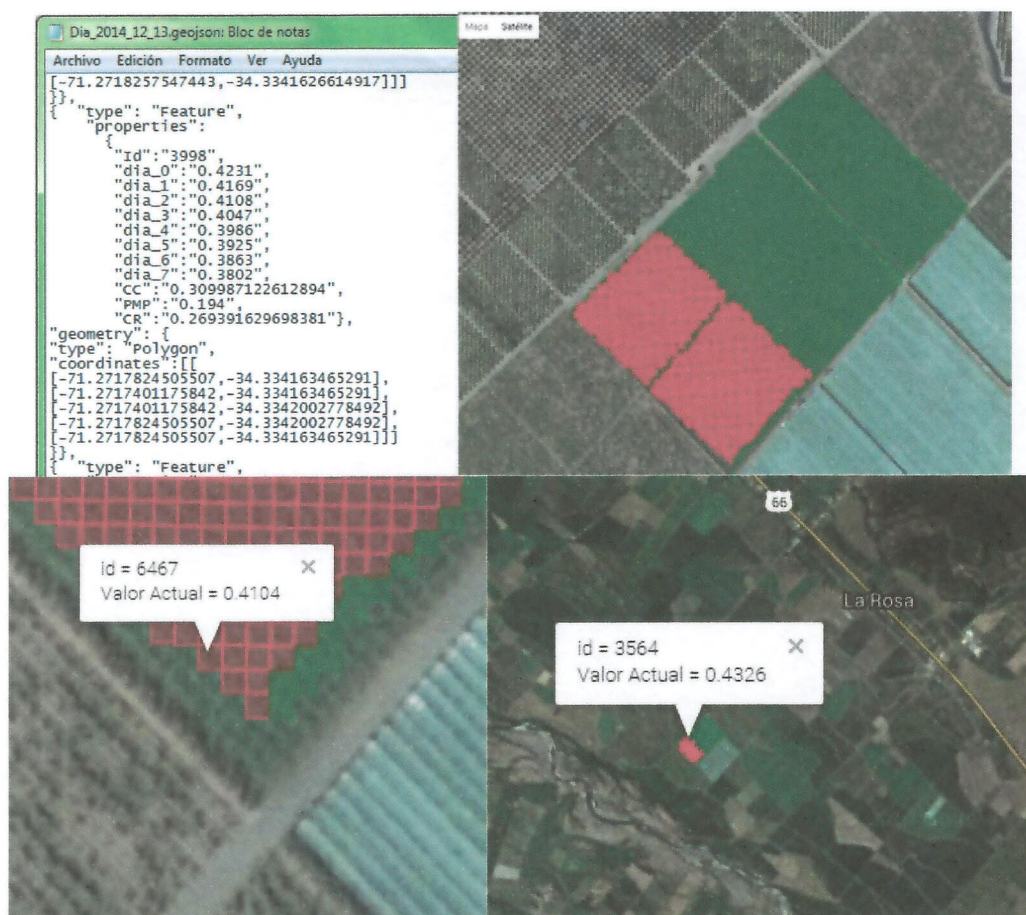 Dia_2014_12_13.geojson: Bloc de notas
Archivo Edición Formato Ver Ayuda
[-71.2718257547443,-34.3341626614917]]]
}},
{ "type": "Feature",
"properties":
{
"Id":"3998",
"dia_0":"0.4231",
"dia_1":"0.4169",
"dia_2":"0.4108",
"dia_3":"0.4047",
"dia_4":"0.3986",
"dia_5":"0.3925",
"dia_6":"0.3863",
"dia_7":"0.3802",
"CC":"0.309987122612894",
"PMP":"0.194",
"CR":"0.269391629698381"},
"geometry": {
"type": "Polygon",
"coordinates":[[
[-71.2717824505507,-34.334163465291],
[-71.2717401175842,-34.334163465291],
[-71.2717401175842,-34.3342002778492],
[-71.2717824505507,-34.3342002778492],
[-71.2717824505507,-34.334163465291]]]
}},
{ "type": "Feature",
Mapa Satélite
id = 6467 ×
Valor Actual = 0.4104
66
La Rosa
id = 3564 ×
Valor Actual = 0.4326